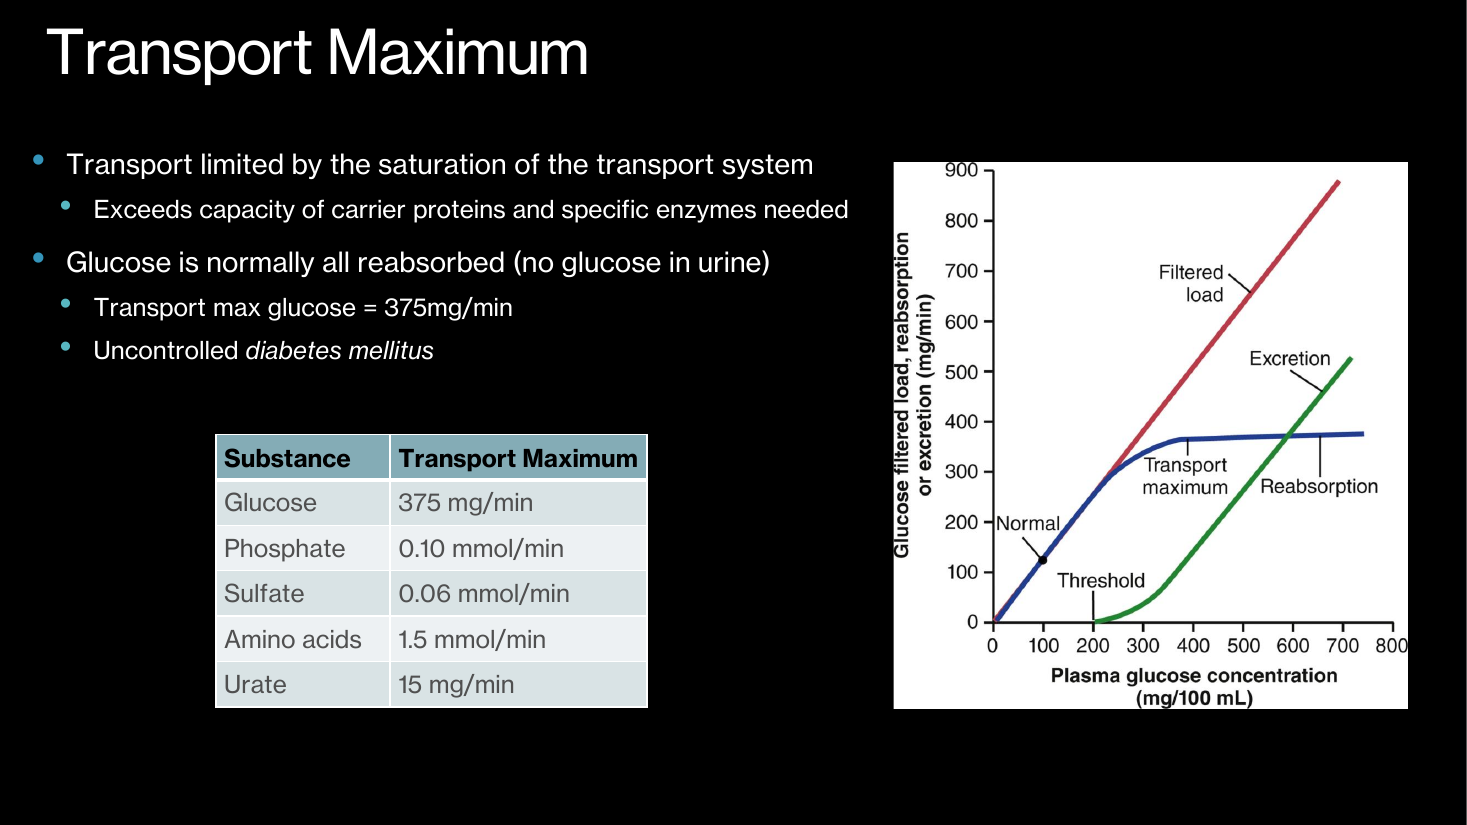 Transport Maximum
• Transport limited by the saturation of the transport system
• Exceeds capacity of carrier proteins and specific enzymes needed
• Glucose is normally all reabsorbed (no glucose in urine)
• Transport max glucose = 375mg/min
• Uncontrolled diabetes mellitus
Substance Transport Maximum
Glucose 375 mg/min
Phosphate 0.10 mmol/min
Sulfate 0.06 mmol/min
Amino acids 1.5 mmol/min
Urate 15 mg/min
Glucose filtered load, reabsorption
or excretion (mg/min)
900
800
700
600
500
400
300
200
100
0
Filtered
load
Excretion
Transport
maximum
Reabsorption
Normal
Threshold
0 100 200 300 400 500 600 700 800
Plasma glucose concentration
(mg/100 mL)